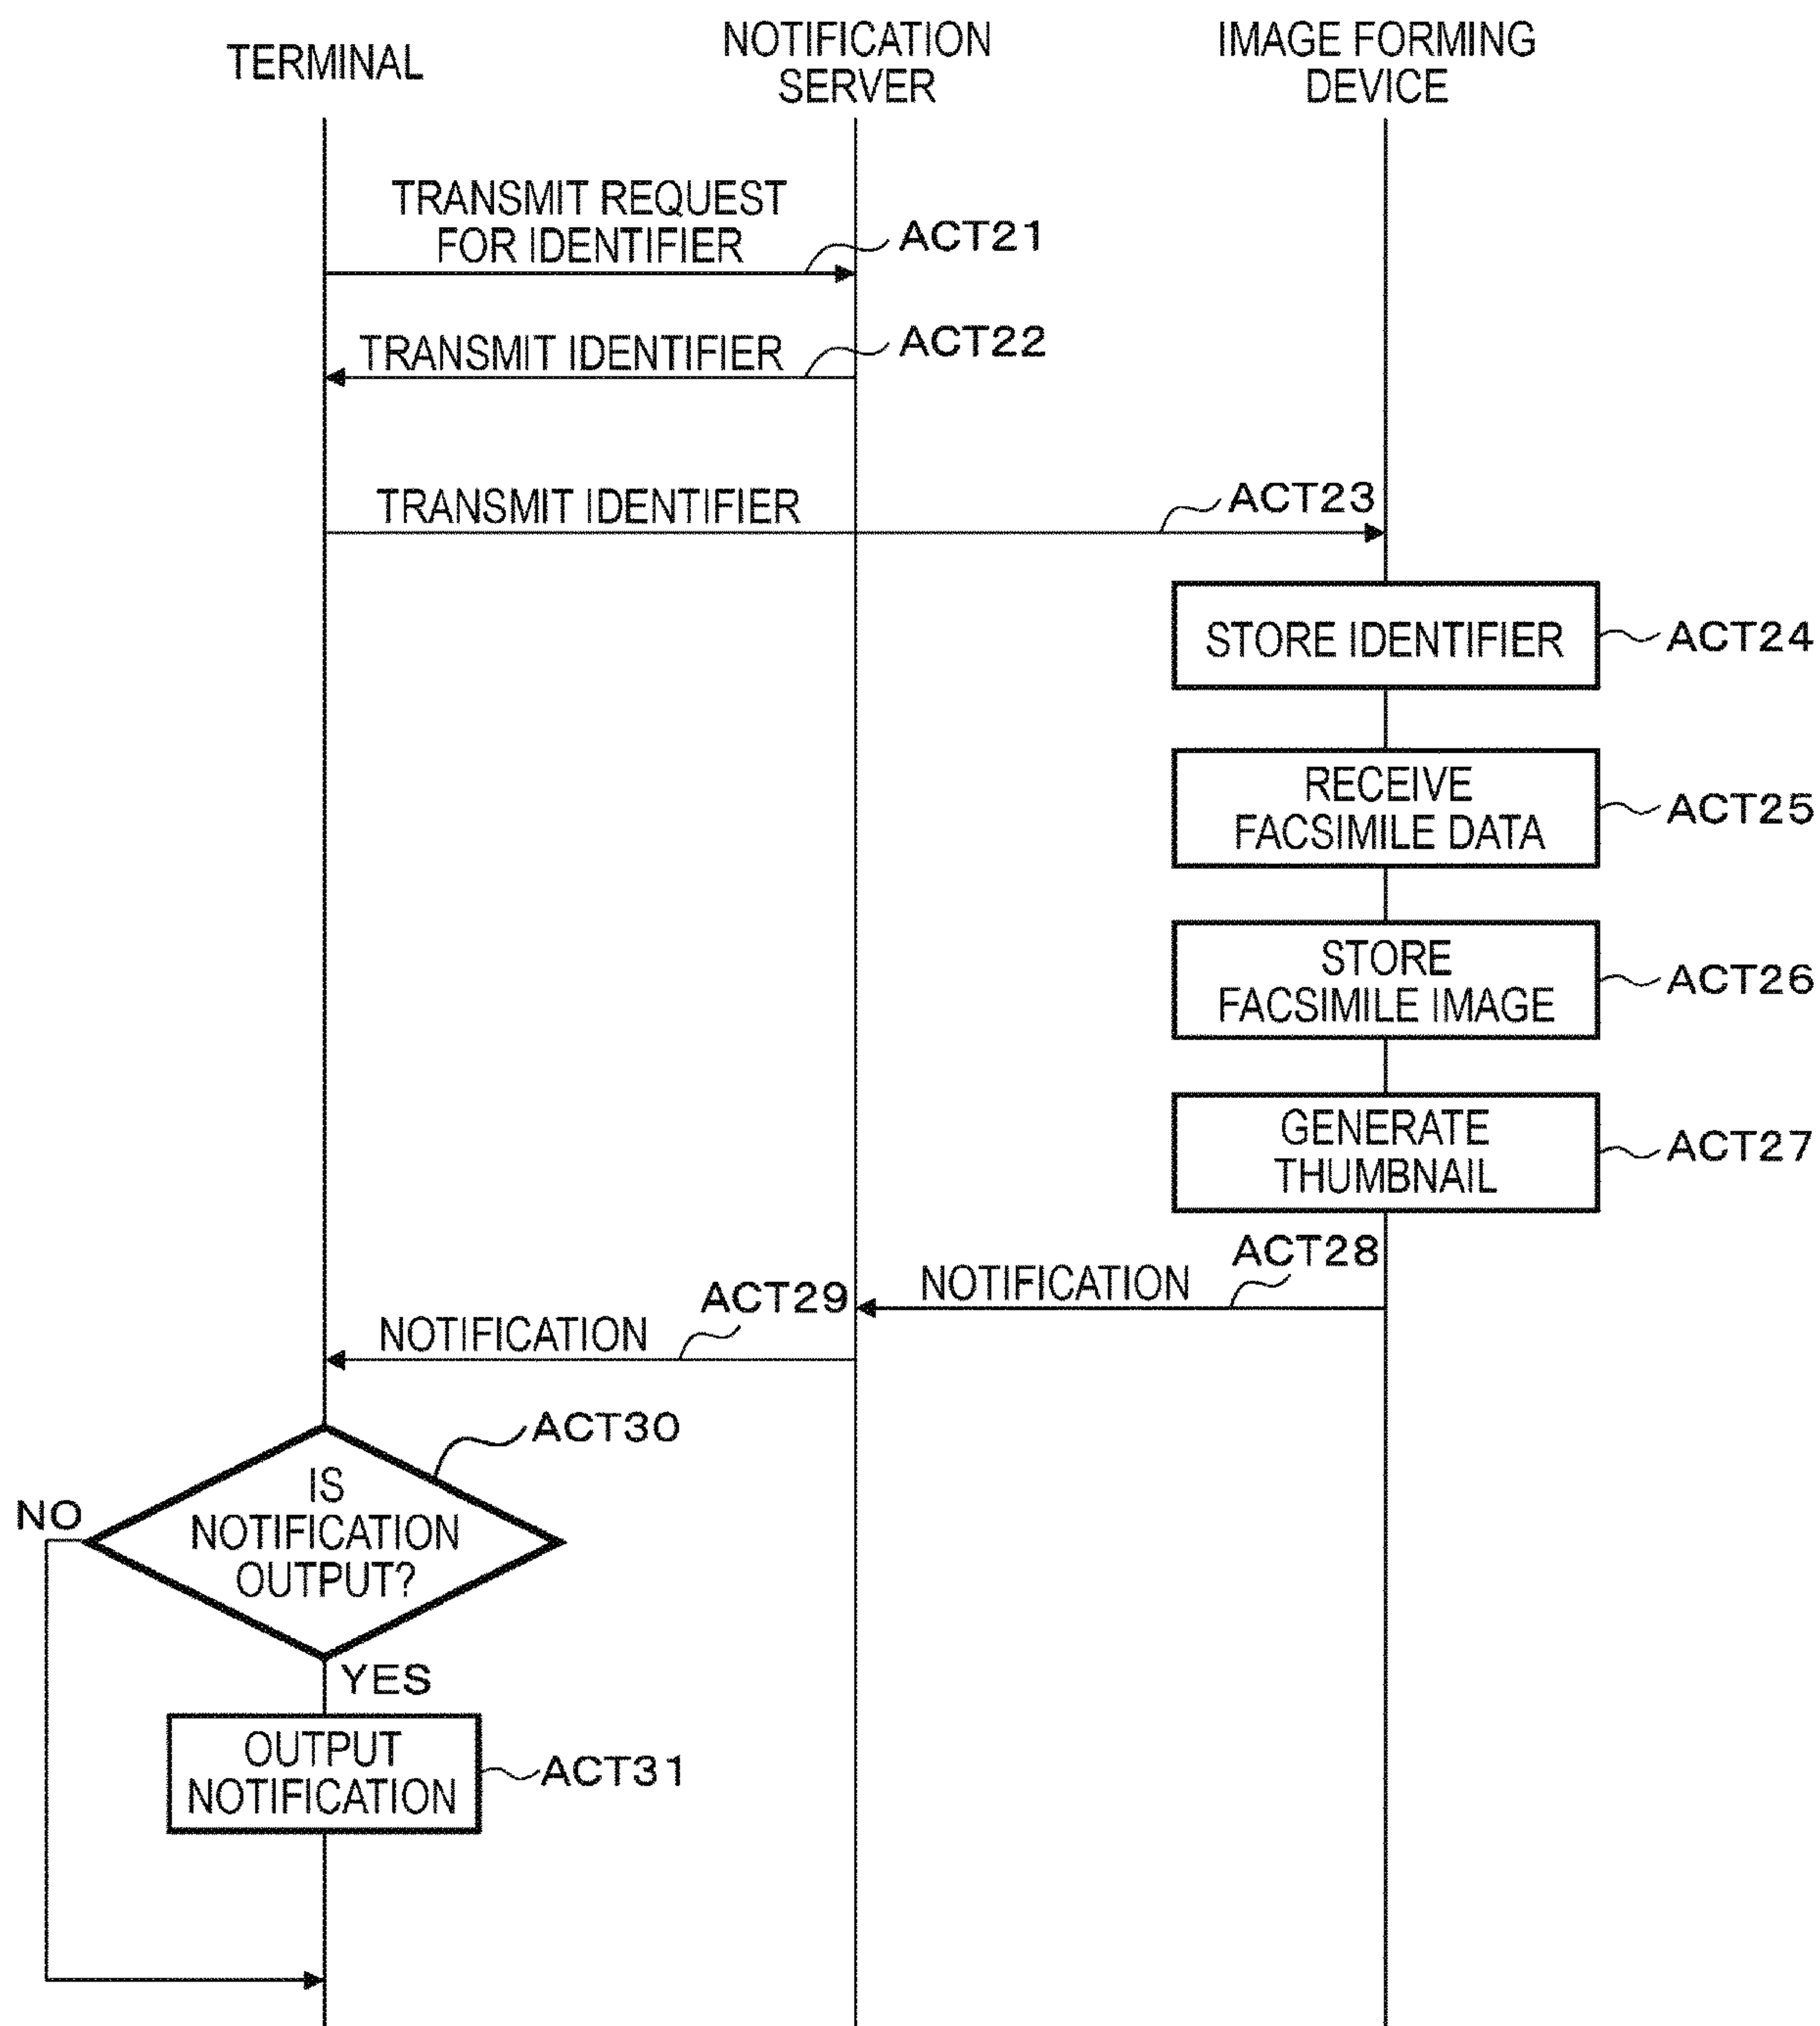 TERMINAL
NOTIFICATION
SERVER
IMAGE FORMING
DEVICE
TRANSMIT REQUEST
FOR IDENTIFIER
ACT21
TRANSMIT IDENTIFIER
ACT22
TRANSMIT IDENTIFIER
ACT23
STORE IDENTIFIER
ACT24
RECEIVE
FACSIMILE DATA
ACT25
STORE
FACSIMILE IMAGE
ACT26
GENERATE
THUMBNAIL
ACT27
ACT28
NOTIFICATION
ACT29
NOTIFICATION
ACT30
IS
NOTIFICATION
OUTPUT?
NO
YES
OUTPUT
NOTIFICATION
ACT31